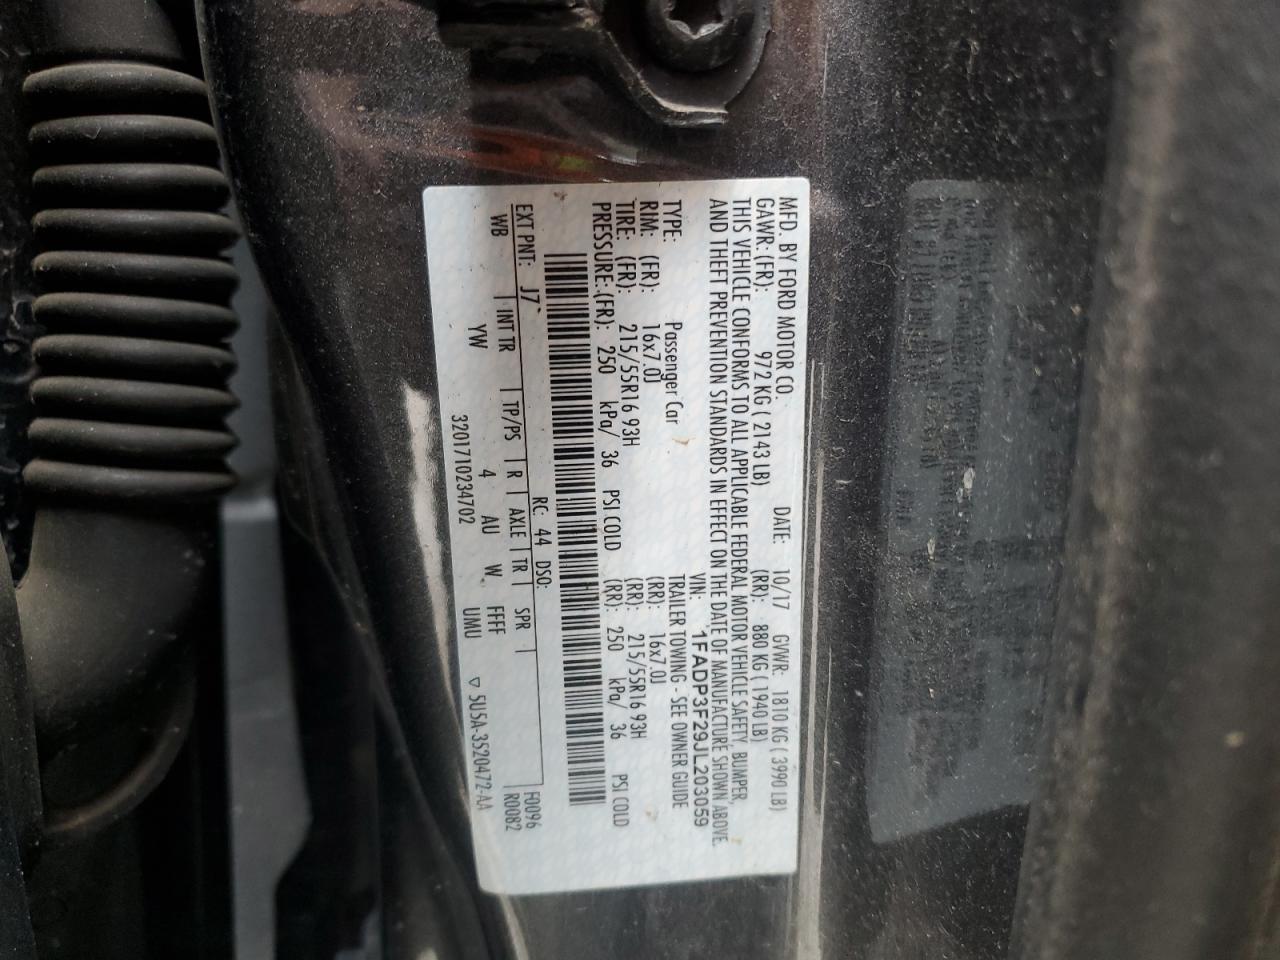 MFD. BY FORD MOTOR CO. DATE: 10/17 GVWR: 1810 KG ( 3990 LB)
GAWR: (FR): 972 KG ( 2143 LB) (RR): 880 KG ( 1940 LB)
THIS VEHICLE CONFORMS TO ALL APPLICABLE FEDERAL MOTOR VEHICLE SAFETY, BUMPER,
AND THEFT PREVENTION STANDARDS IN EFFECT ON THE DATE OF MANUFACTURE SHOWN ABOVE.
VIN: 1FADP3F29JL203059
TYPE: Passenger Car TRAILER TOWING - SEE OWNER GUIDE
RIM: (FR): 16x7.0J (RR): 16x7.0J
TIRE: (FR): 215/55R16 93H (RR): 215/55R16 93H
PRESSURE: (FR): 250 kPa/ 36 PSI COLD (RR): 250 kPa/ 36 PSI COLD
RC: 44 DSO:
EXT PNT: J7 INT TR TP/PS R AXLE TR SPR F0096
WB YW 4 AU W FFFF R0082
3201710234702 UMU ▽ 5U5A-3520472-AA